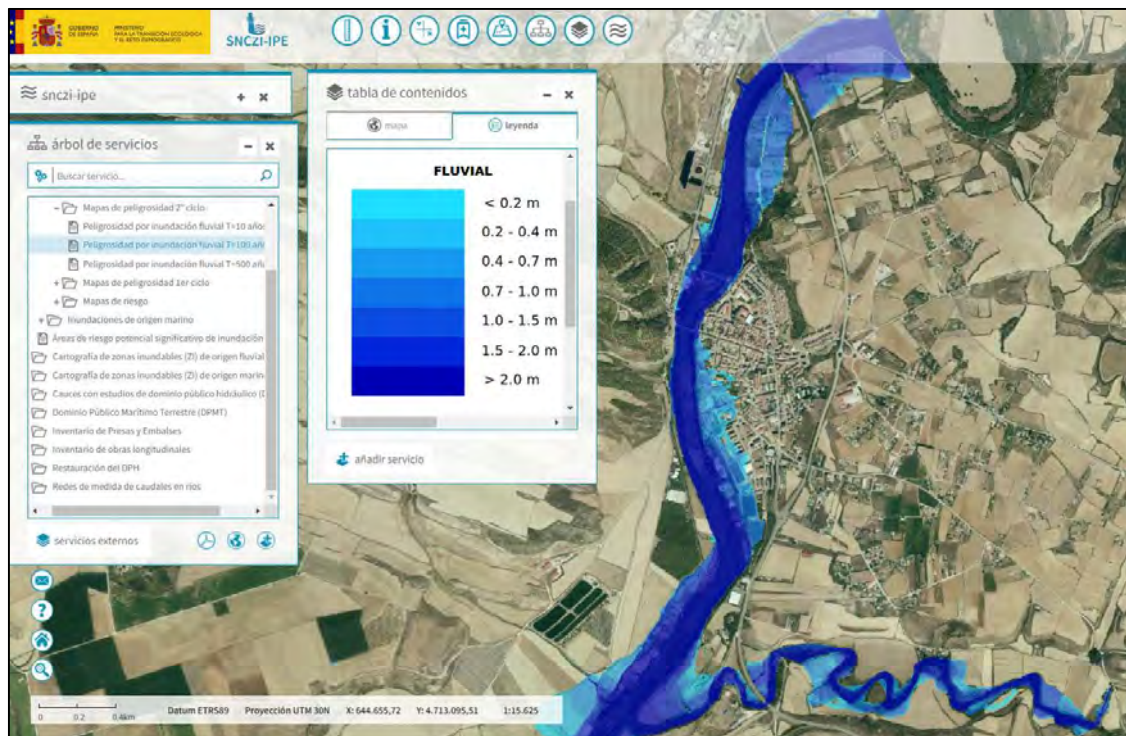 GOBIERNO
DE ESPAÑA
MINISTERIO
PARA LA TRANSICIÓN ECOLÓGICA
Y EL RETO DEMOGRÁFICO
SNCZI-IPE
snczi-ipe
árbol de servicios
Buscar servicio...
Mapas de peligrosidad 2º ciclo
Peligrosidad por inundación fluvial T=10 años
Peligrosidad por inundación fluvial T=100 añ
Peligrosidad por inundación fluvial T=500 añ
Mapas de peligrosidad 1er ciclo
Mapas de riesgo
Inundaciones de origen marino
Áreas de riesgo potencial significativo de inundación
Cartografía de zonas inundables (ZI) de origen fluvial
Cartografía de zonas inundables (ZI) de origen marin
Cauces con estudios de dominio público hidráulico (D
Dominio Público Marítimo Terrestre (DPMT)
Inventario de Presas y Embalses
Inventario de obras longitudinales
Restauración del DPH
Redes de medida de caudales en ríos
servicios externos
tabla de contenidos
mapa
leyenda
FLUVIAL
< 0.2 m
0.2 - 0.4 m
0.4 - 0.7 m
0.7 - 1.0 m
1.0 - 1.5 m
1.5 - 2.0 m
> 2.0 m
añadir servicio
0 0.2 0.4km
Datum ETRS89 Proyección UTM 30N X: 644.655,72 Y: 4.713.095,51 1:15.625